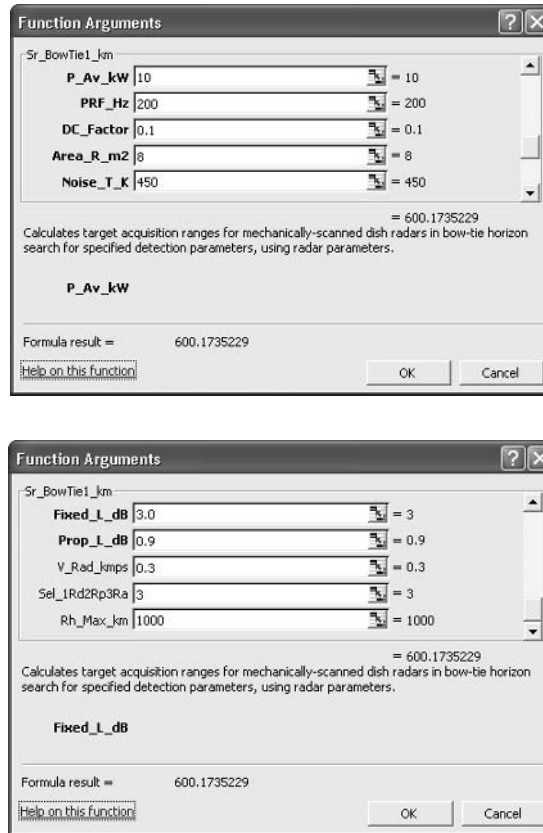 Function Arguments
Sr_BowTie1_km
P_Av_kW 10 = 10
PRF_Hz 200 = 200
DC_Factor 0.1 = 0.1
Area_R_m2 8 = 8
Noise_T_K 450 = 450
= 600.1735229
Calculates target acquisition ranges for mechanically-scanned dish radars in bow-tie horizon
search for specified detection parameters, using radar parameters.
P_Av_kW
Formula result = 600.1735229
Help on this function OK Cancel
Function Arguments
Sr_BowTie1_km
Fixed_L_dB 3.0 = 3
Prop_L_dB 0.9 = 0.9
V_Rad_kmps 0.3 = 0.3
Sel_1Rd2Rp3Ra 3 = 3
Rh_Max_km 1000 = 1000
= 600.1735229
Calculates target acquisition ranges for mechanically-scanned dish radars in bow-tie horizon
search for specified detection parameters, using radar parameters.
Fixed_L_dB
Formula result = 600.1735229
Help on this function OK Cancel